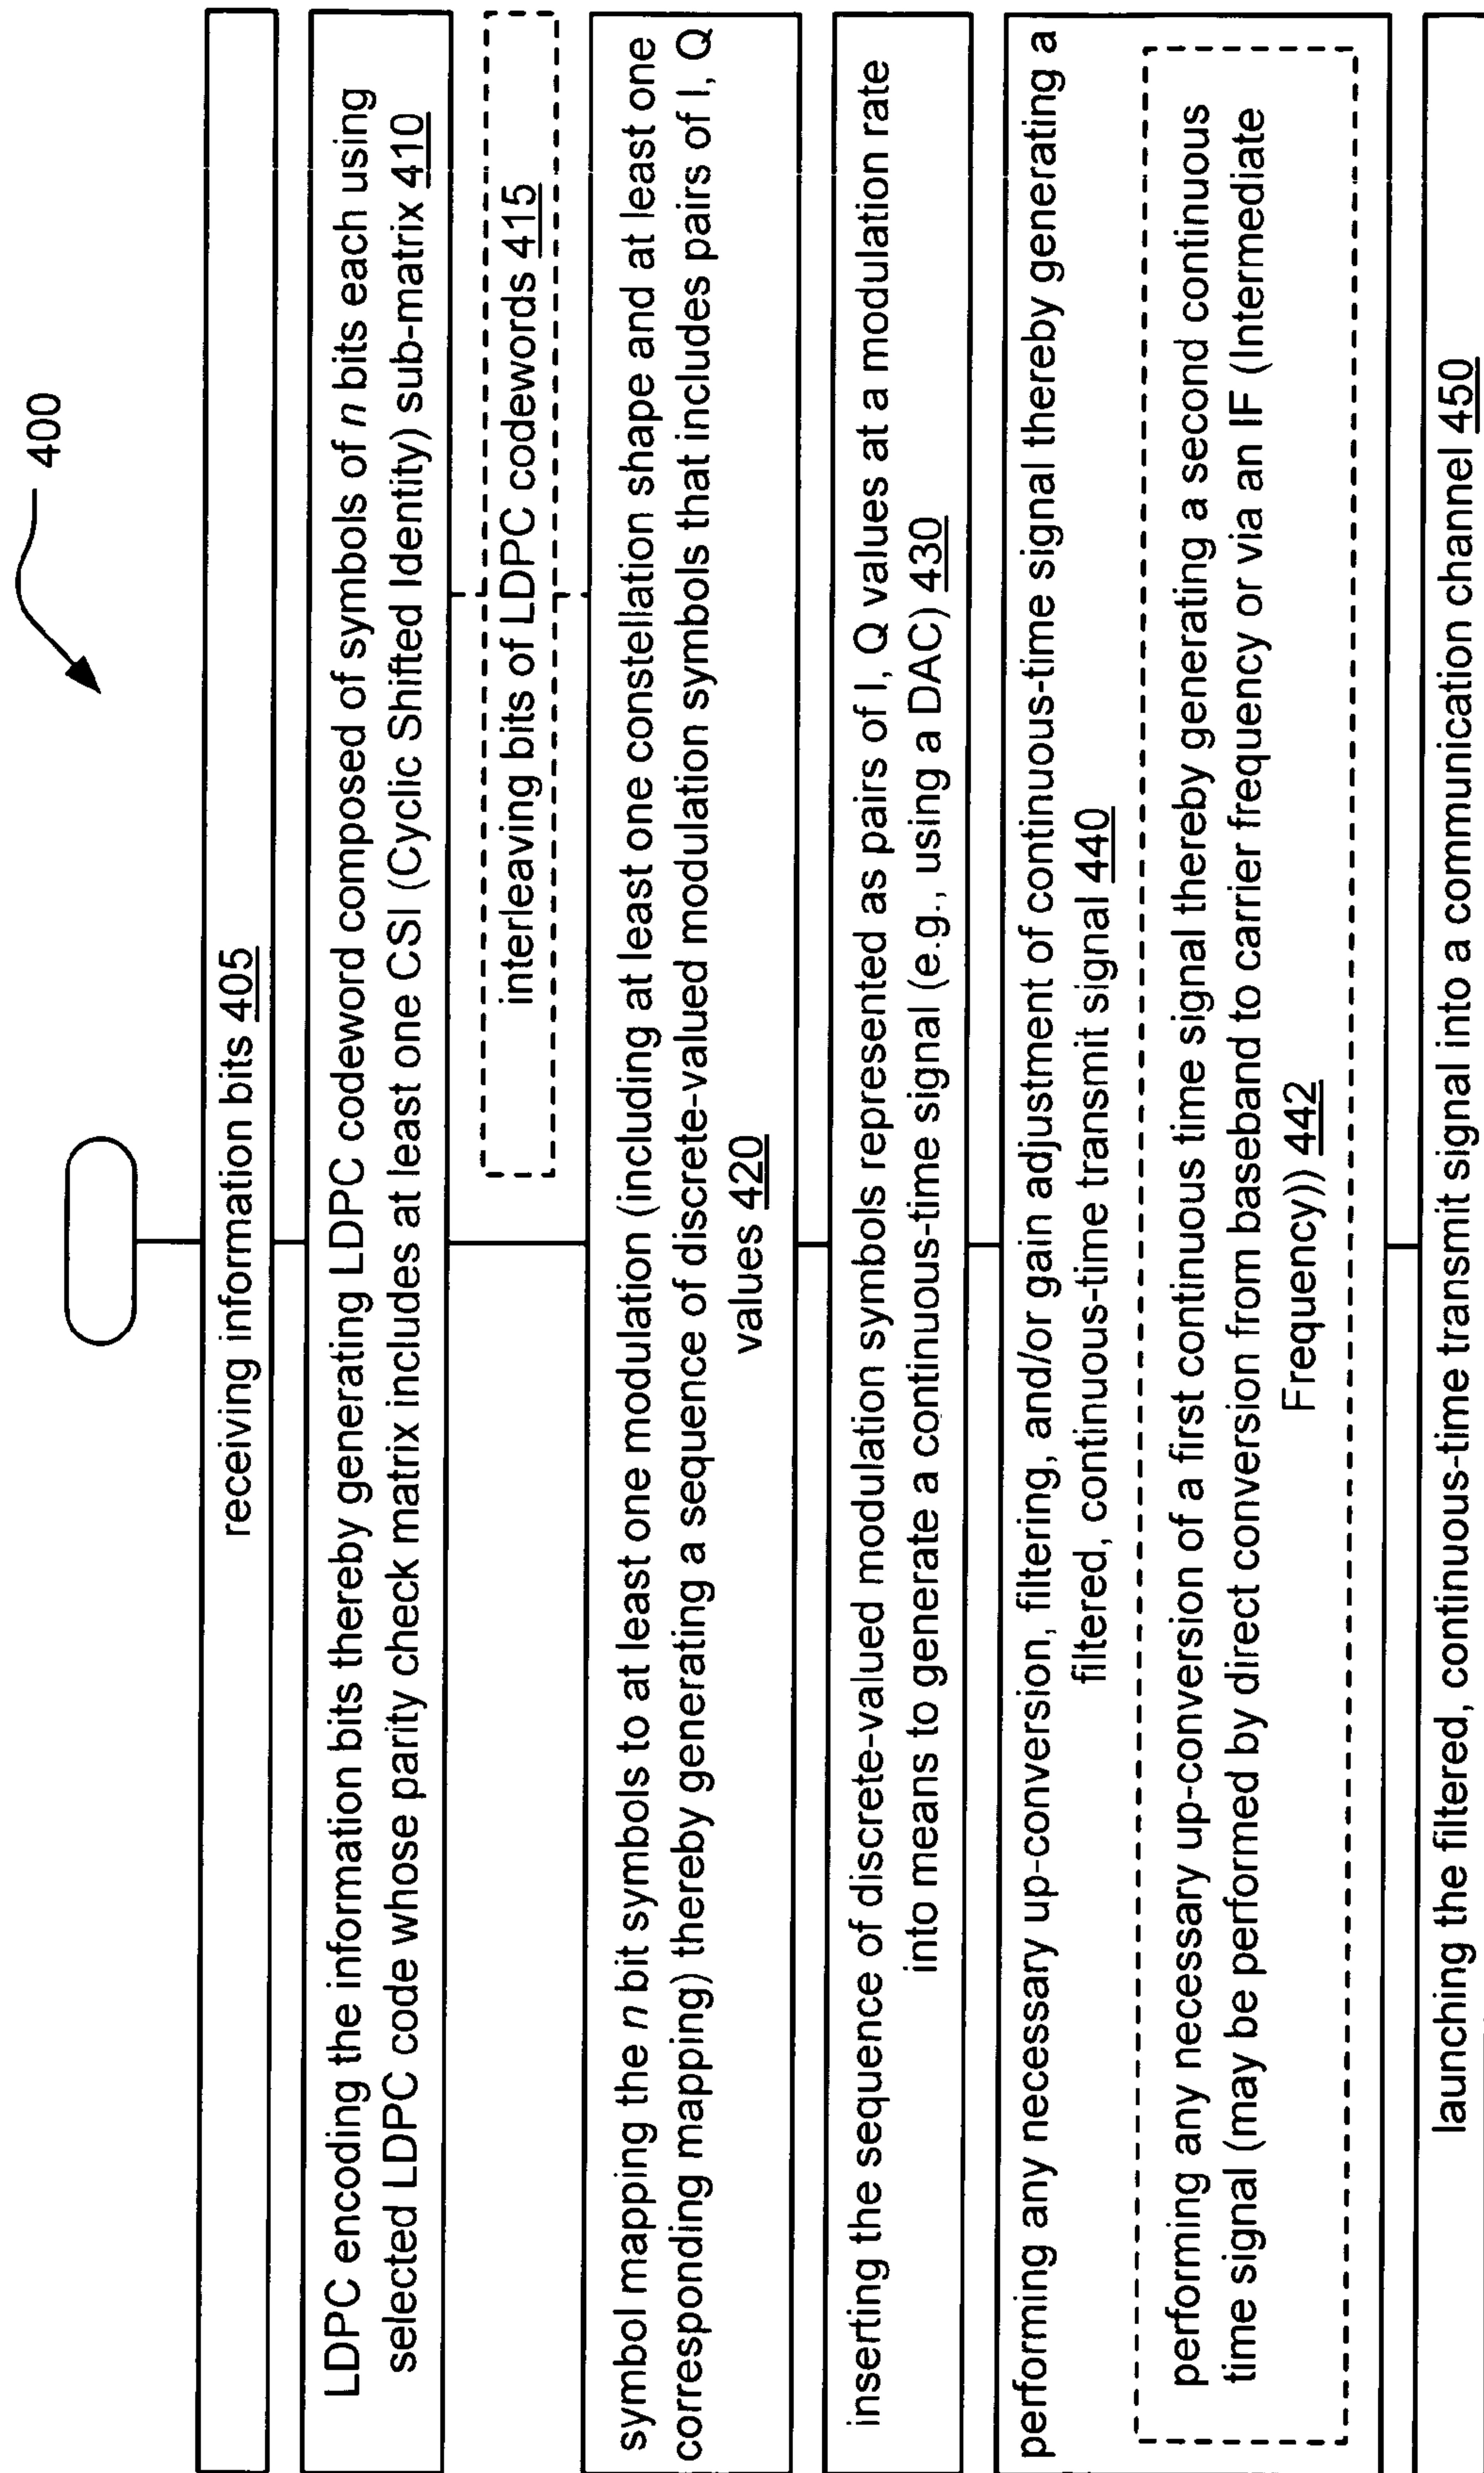 400
receiving information bits 405
LDPC encoding the information bits thereby generating LDPC codeword composed of symbols of n bits each using
selected LDPC code whose parity check matrix includes at least one CSI (Cyclic Shifted Identity) sub-matrix 410
interleaving bits of LDPC codewords 415
symbol mapping the n bit symbols to at least one modulation (including at least one constellation shape and at least one
corresponding mapping) thereby generating a sequence of discrete-valued modulation symbols that includes pairs of I, Q
values 420
inserting the sequence of discrete-valued modulation symbols represented as pairs of I, Q values at a modulation rate
into means to generate a continuous-time signal (e.g., using a DAC) 430
performing any necessary up-conversion, filtering, and/or gain adjustment of continuous-time signal thereby generating a
filtered, continuous-time transmit signal 440
performing any necessary up-conversion of a first continuous time signal thereby generating a second continuous
time signal (may be performed by direct conversion from baseband to carrier frequency or via an IF (Intermediate
Frequency)) 442
launching the filtered, continuous-time transmit signal into a communication channel 450